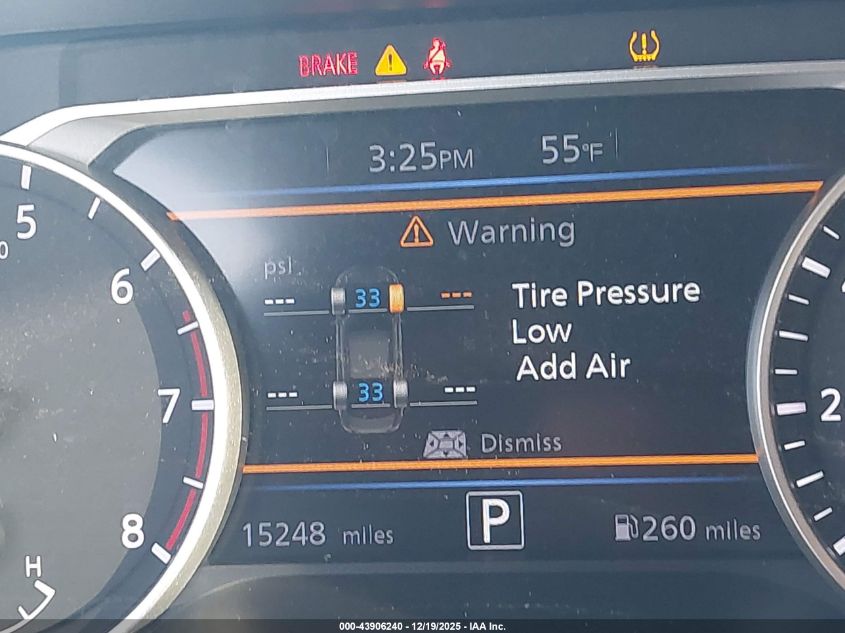 BRAKE
3:25PM 55°F
5
6
7
8
H
Warning
psi
--- 33 ---
--- 33 ---
Tire Pressure
Low
Add Air
Dismiss
15248 miles
P
260 miles
2
000-43906240 - 12/19/2025 - IAA Inc.